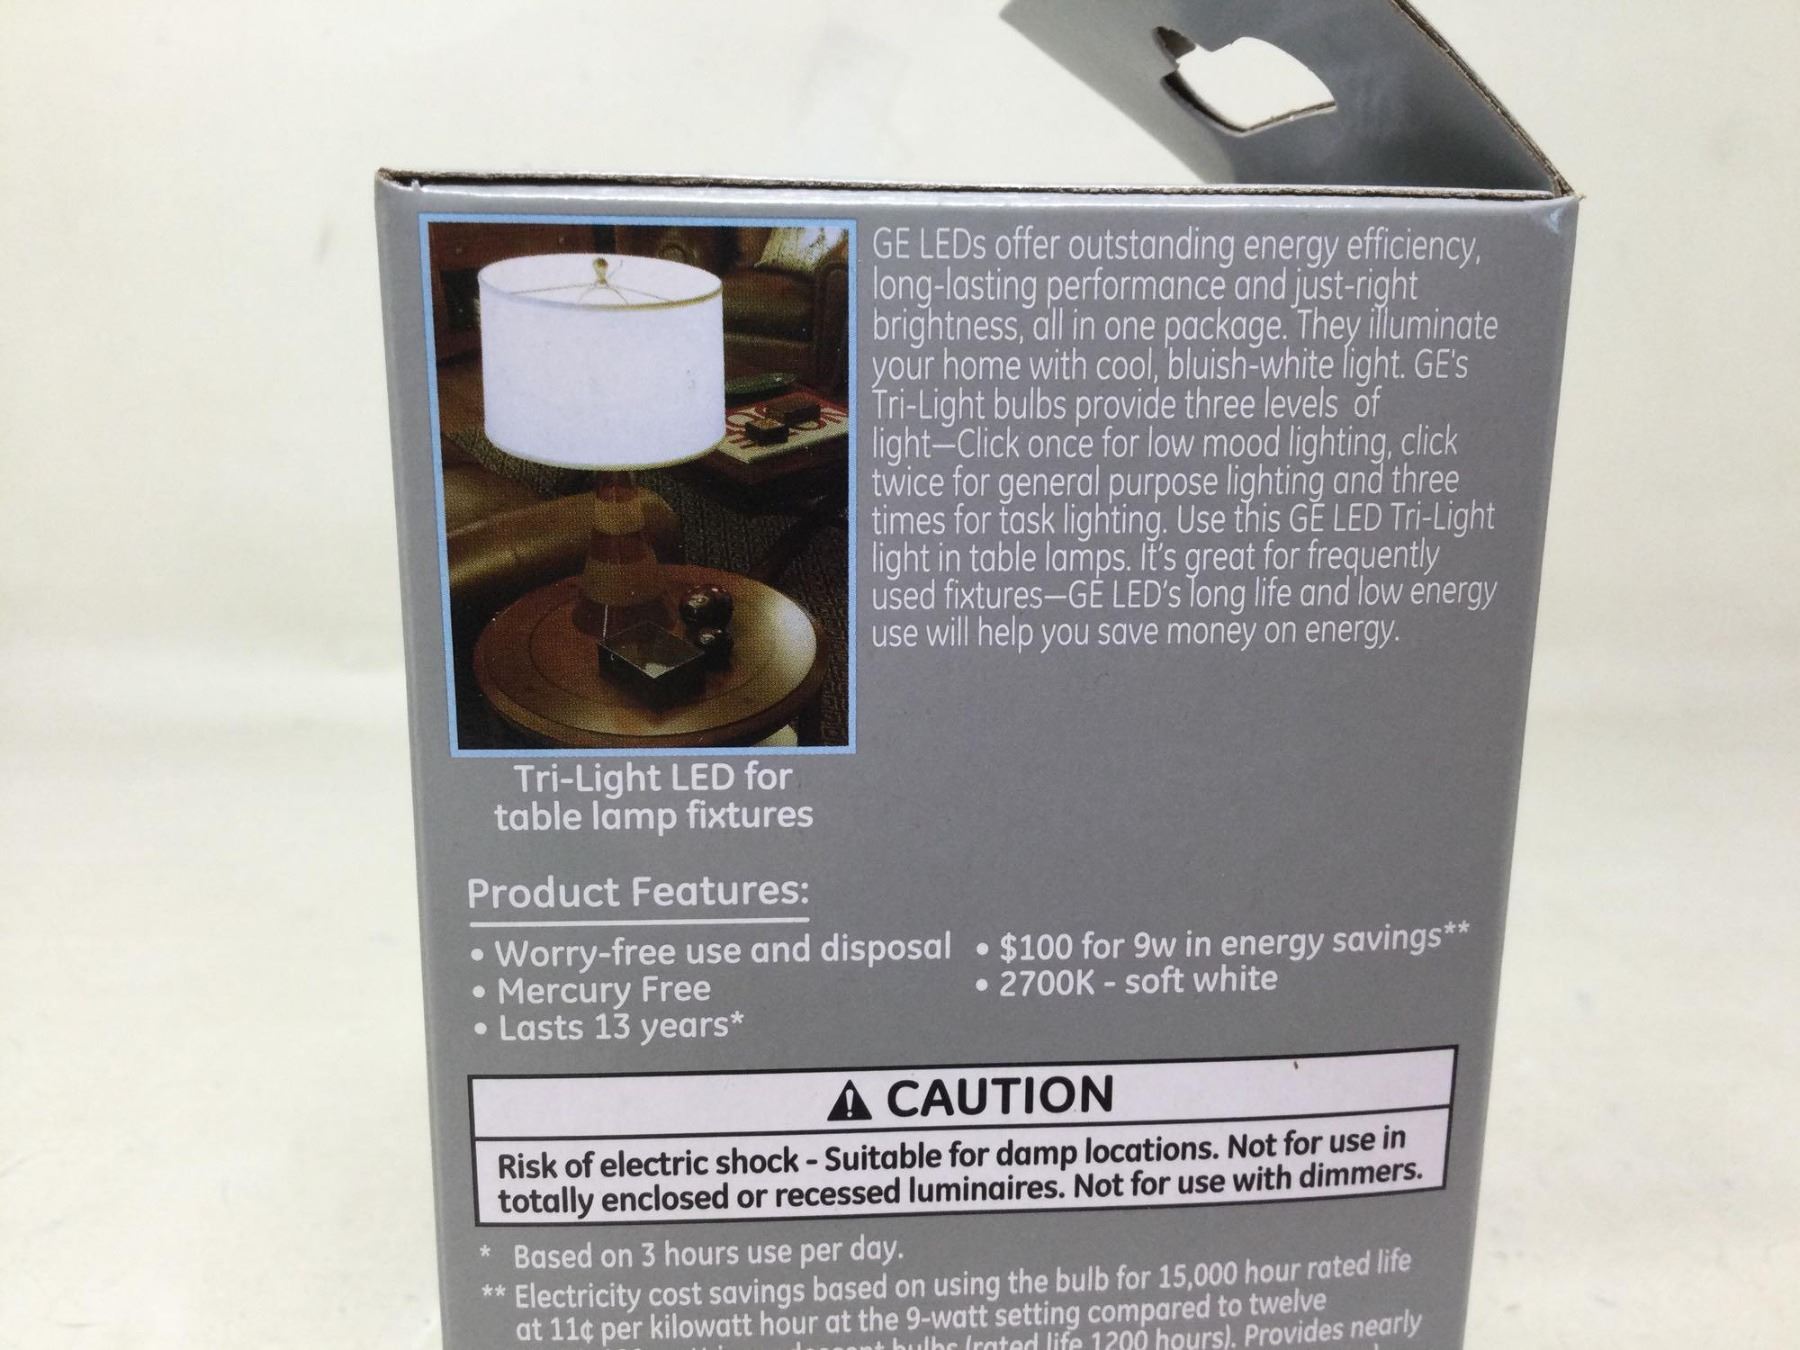 GE LEDs offer outstanding energy efficiency,
long-lasting performance and just-right
brightness, all in one package. They illuminate
your home with cool, bluish-white light. GE's
Tri-Light bulbs provide three levels of
light—Click once for low mood lighting, click
twice for general purpose lighting and three
times for task lighting. Use this GE LED Tri-Light
light in table lamps. It's great for frequently
used fixtures—GE LED's long life and low energy
use will help you save money on energy.
Tri-Light LED for
table lamp fixtures
Product Features:
• Worry-free use and disposal
• Mercury Free
• Lasts 13 years*
• $100 for 9w in energy savings**
• 2700K - soft white
⚠ CAUTION
Risk of electric shock - Suitable for damp locations. Not for use in
totally enclosed or recessed luminaires. Not for use with dimmers.
* Based on 3 hours use per day.
** Electricity cost savings based on using the bulb for 15,000 hour rated life
at 11¢ per kilowatt hour at the 9-watt setting compared to twelve
bulbs (rated life 1200 hours). Provides nearly